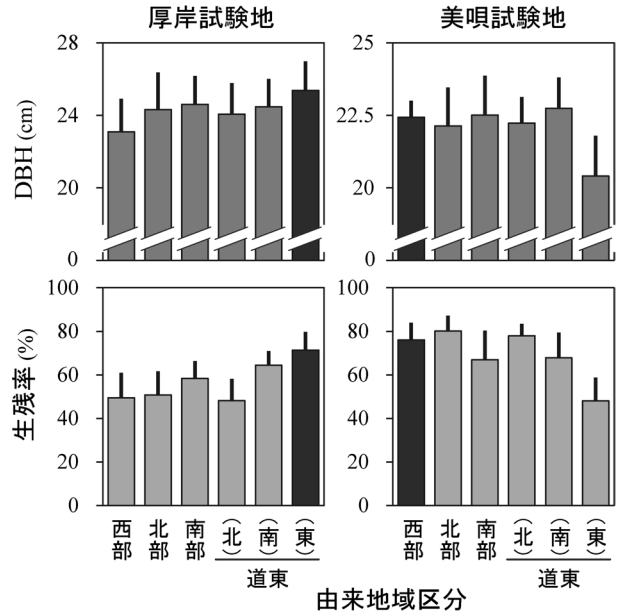 厚岸試験地
美唄試験地
DBH (cm)
28
24
20
0
25
22.5
20
0
生残率 (%)
100
80
60
40
20
0
100
80
60
40
20
0
西部
北部
南部
(北)
(南)
(東)
道東
西部
北部
南部
(北)
(南)
(東)
道東
由来地域区分